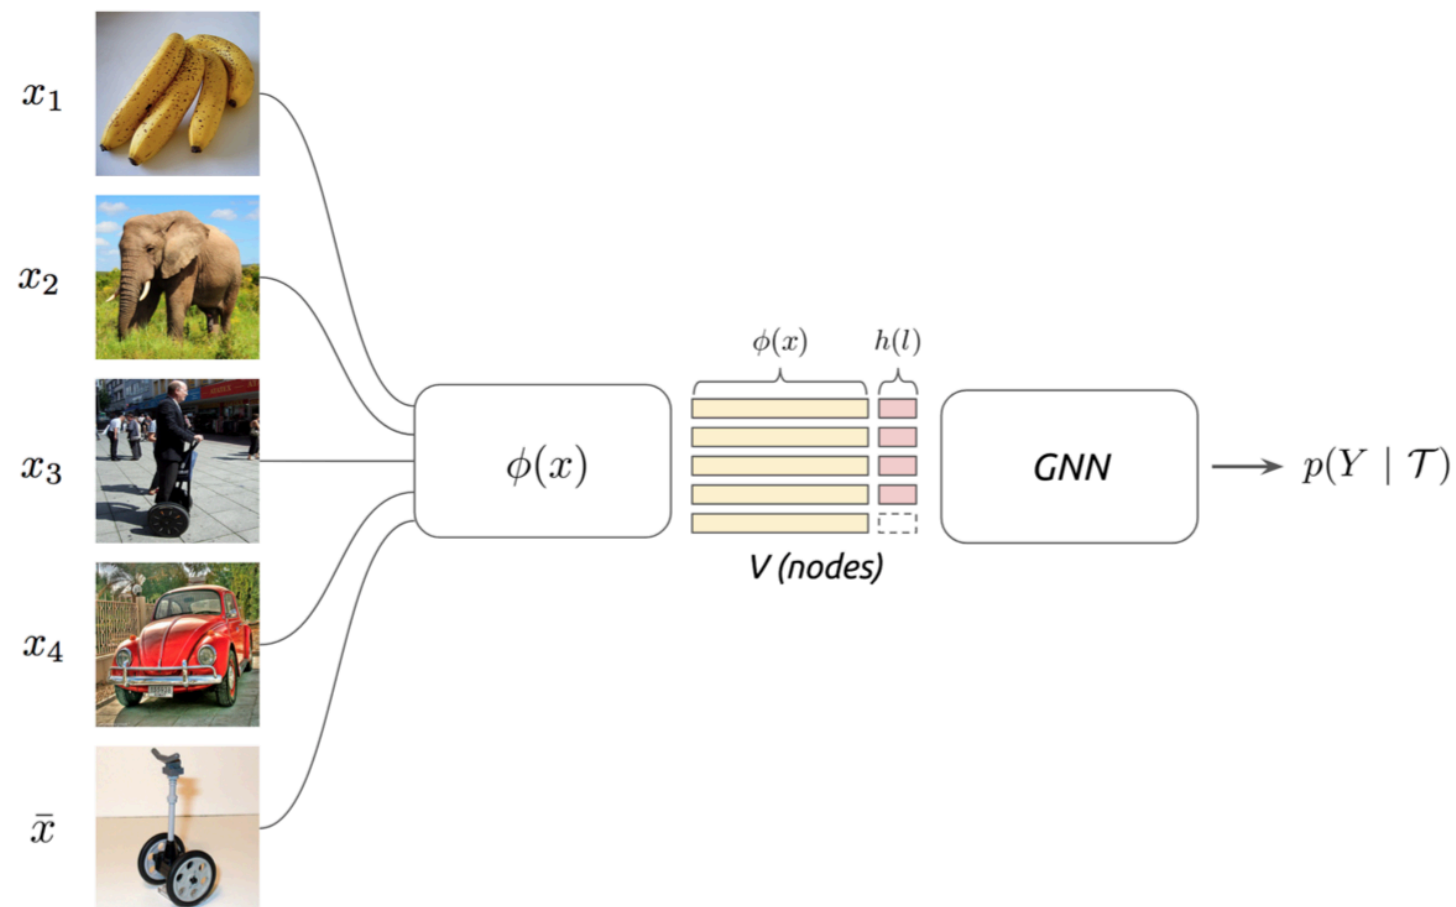 x₁
x₂
x₃
x₄
x̄
ϕ(x)
ϕ(x) h(l)
V (nodes)
GNN
p(Y | 𝒯)